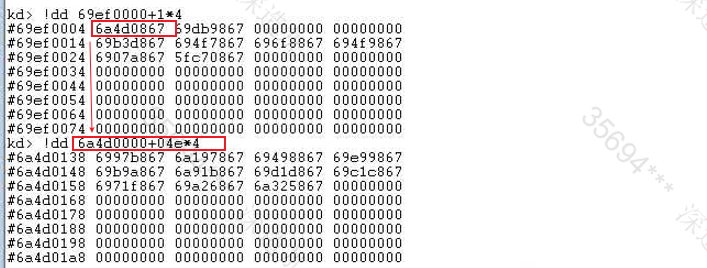 kd> !dd 69ef0000+1*4
#69ef0004 6a4d0867 69db9867 00000000 00000000
#69ef0014 69b3d867 694f7867 696f8867 694f9867
#69ef0024 6907a867 5fc70867 00000000 00000000
#69ef0034 00000000 00000000 00000000 00000000
#69ef0044 00000000 00000000 00000000 00000000
#69ef0054 00000000 00000000 00000000 00000000
#69ef0064 00000000 00000000 00000000 00000000
#69ef0074 00000000 00000000 00000000 00000000
kd> !dd 6a4d0000+04e*4
#6a4d0138 6997b867 6a197867 69498867 69e99867
#6a4d0148 69b9a867 6a91b867 69d1d867 69c1c867
#6a4d0158 6971f867 69a26867 6a325867 00000000
#6a4d0168 00000000 00000000 00000000 00000000
#6a4d0178 00000000 00000000 00000000 00000000
#6a4d0188 00000000 00000000 00000000 00000000
#6a4d0198 00000000 00000000 00000000 00000000
#6a4d01a8 00000000 00000000 00000000 00000000
35694***